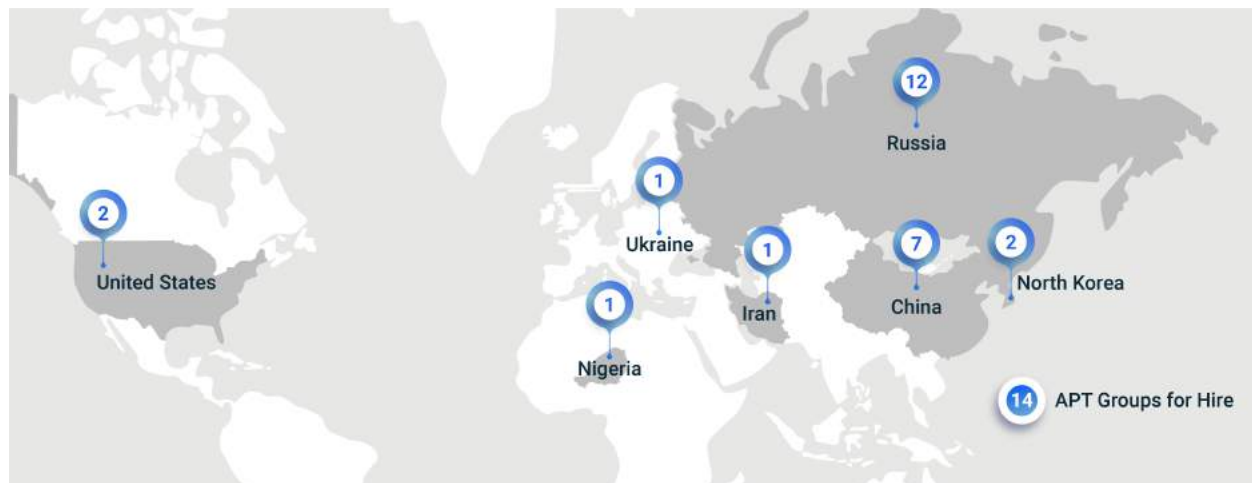 12
Russia
1
Ukraine
2
United States
1
Iran
7
China
2
North Korea
1
Nigeria
14 APT Groups for Hire